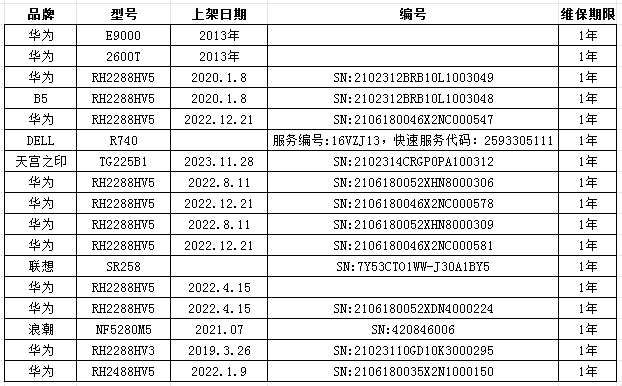 品牌 型号 上架日期 编号 维保期限
华为 E9000 2013年 1年
华为 2600T 2013年 1年
华为 RH2288HV5 2020.1.8 SN:2102312BRB10L1003049 1年
B5 RH2288HV5 2020.1.8 SN:2102312BRB10L1003048 1年
华为 RH2288HV5 2022.12.21 SN:2106180046X2NC000547 1年
DELL R740 服务编号:16VZJ13，快速服务代码：2593305111 1年
天宫之印 TG225B1 2023.11.28 SN:2102314CRGP0PA100312 1年
华为 RH2288HV5 2022.8.11 SN:2106180052XHN8000306 1年
华为 RH2288HV5 2022.12.21 SN:2106180046X2NC000578 1年
华为 RH2288HV5 2022.8.11 SN:2106180052XHN8000309 1年
华为 RH2288HV5 2022.12.21 SN:2106180046X2NC000581 1年
联想 SR258 SN:7Y53CTO1WW-J30A1BY5 1年
华为 RH2288HV5 2022.4.15 1年
华为 RH2288HV5 2022.4.15 SN:2106180052XDN4000224 1年
浪潮 NF5280M5 2021.07 SN:420846006 1年
华为 RH2288HV3 2019.3.26 SN:21023110GD10K3000295 1年
华为 RH2488HV5 2022.1.9 SN:2106180035X2N1000150 1年